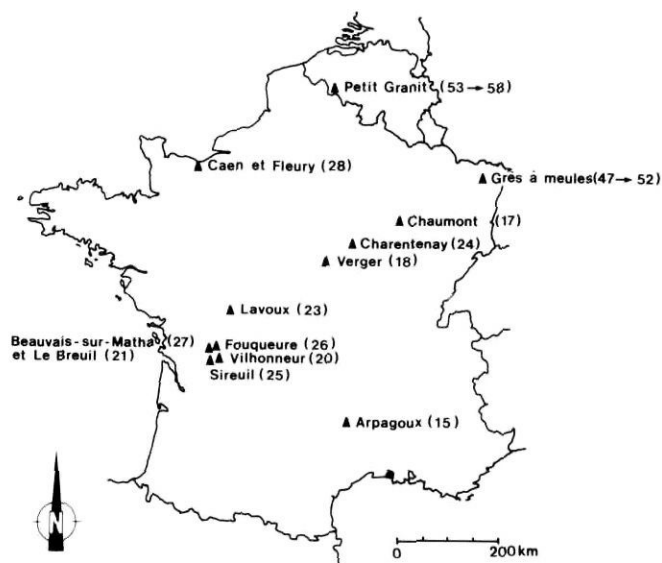 Petit Granit (53→58)
Caen et Fleury (28)
Grès à meules(47→52)
Chaumont (17)
Charentenay (24)
Verger (18)
Lavoux (23)
Beauvais-sur-Matha (27)
et Le Breuil (21)
Fouqueure (26)
Vilhonneur (20)
Sireuil (25)
Arpagoux (15)
N
0 200km